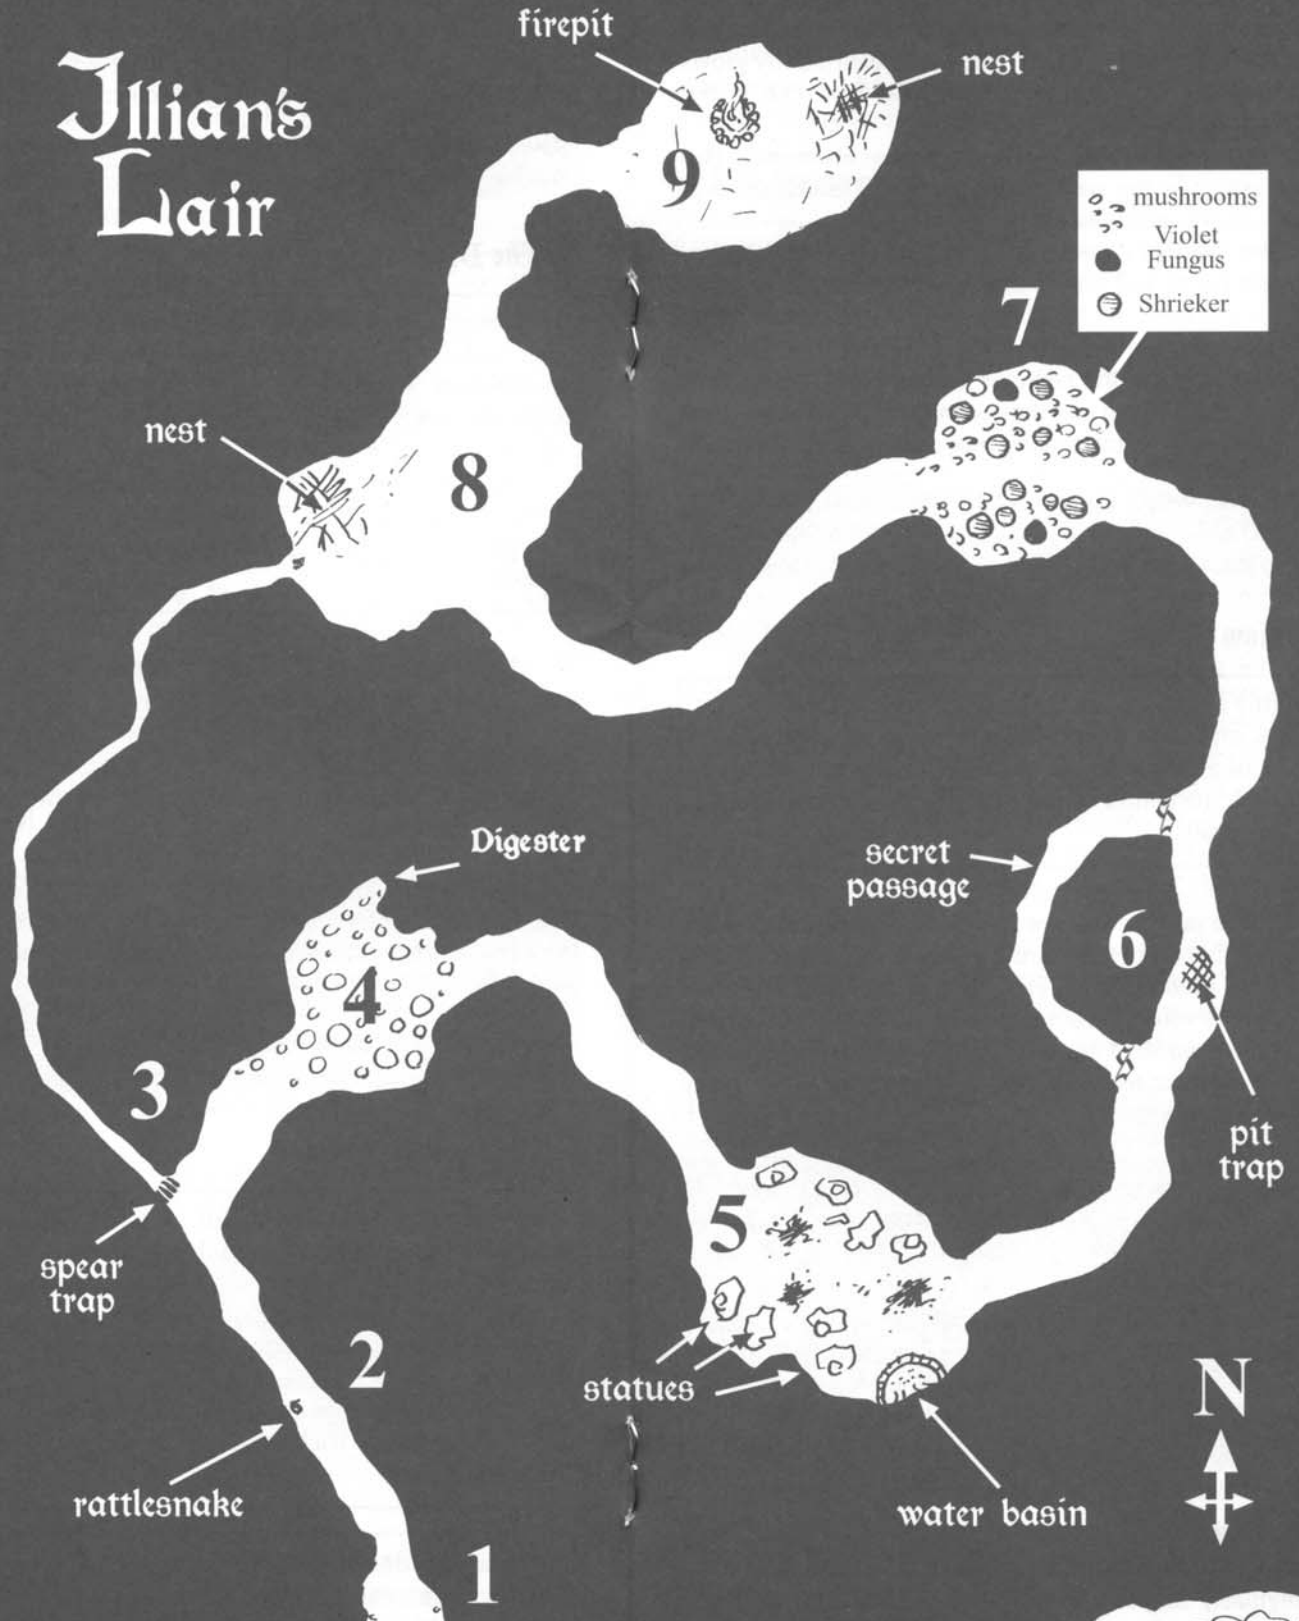 firepit
nest
Illian's
Lair
9
mushrooms
Violet
Fungus
Shrieker
7
nest
8
Digester
secret
passage
6
4
3
pit
trap
5
spear
trap
2
statues
N
rattlesnake
water basin
1